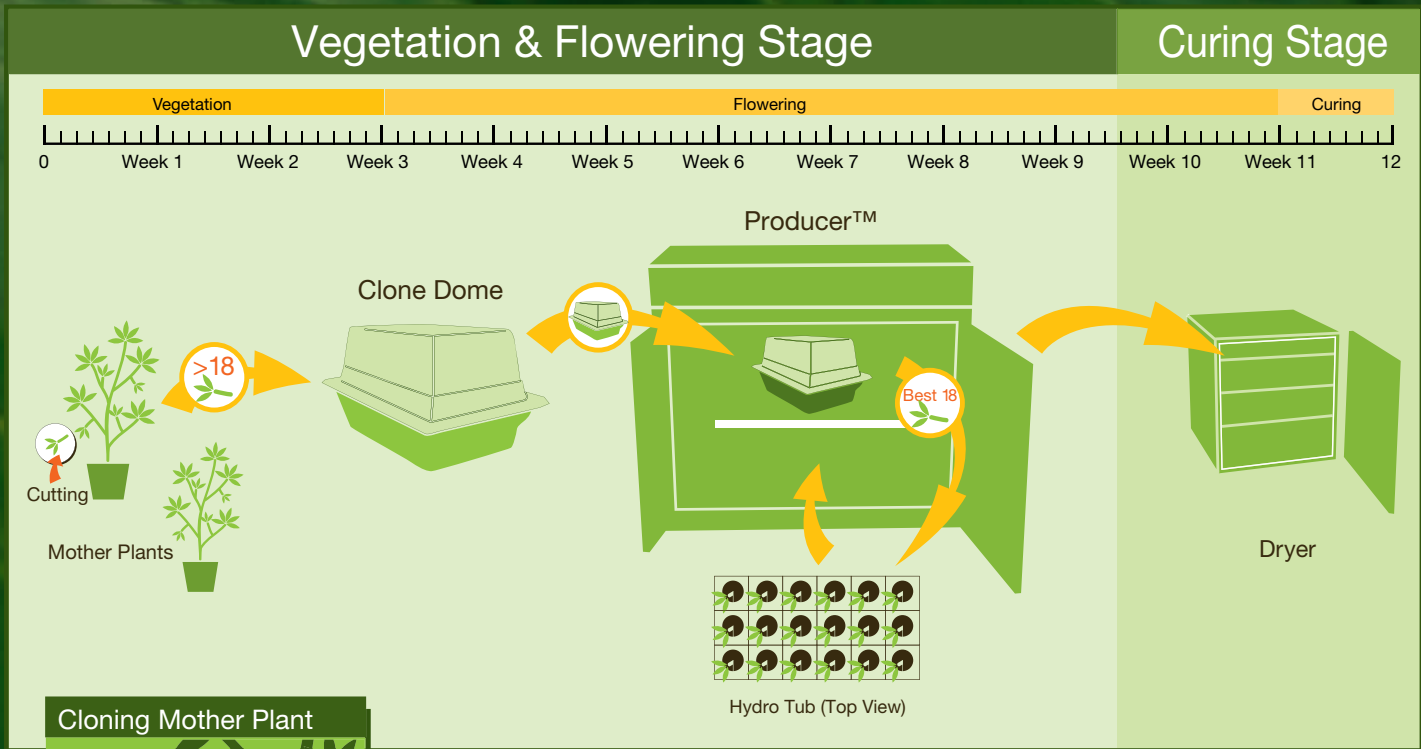 Vegetation & Flowering Stage
Curing Stage
Vegetation
Flowering
Curing
0
Week 1
Week 2
Week 3
Week 4
Week 5
Week 6
Week 7
Week 8
Week 9
Week 10
Week 11
12
Producer™
Clone Dome
>18
Best 18
Cutting
Mother Plants
Dryer
Hydro Tub (Top View)
Cloning Mother Plant